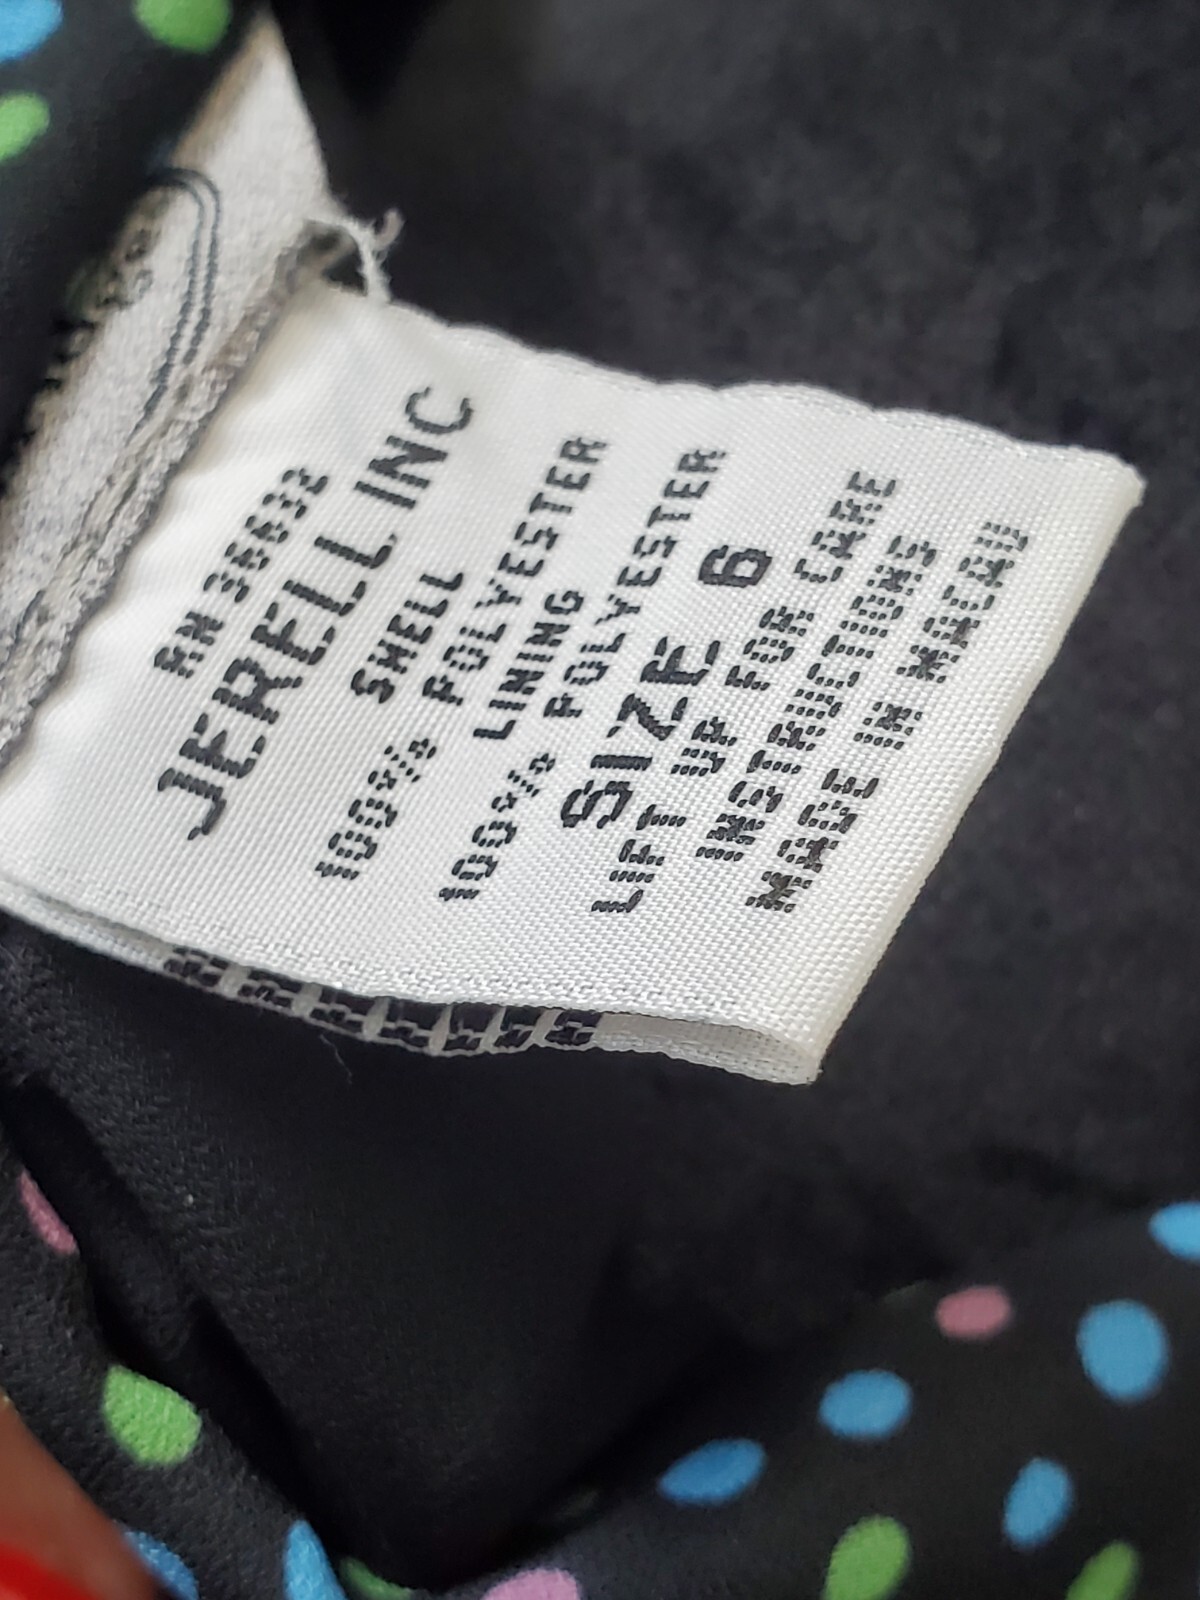 RN 36632
JERELL INC
SHELL
100% POLYESTER
LINING
100% POLYESTER
SIZE 6
LIFT UP FOR CARE
INSTRUCTIONS
MADE IN MACAU